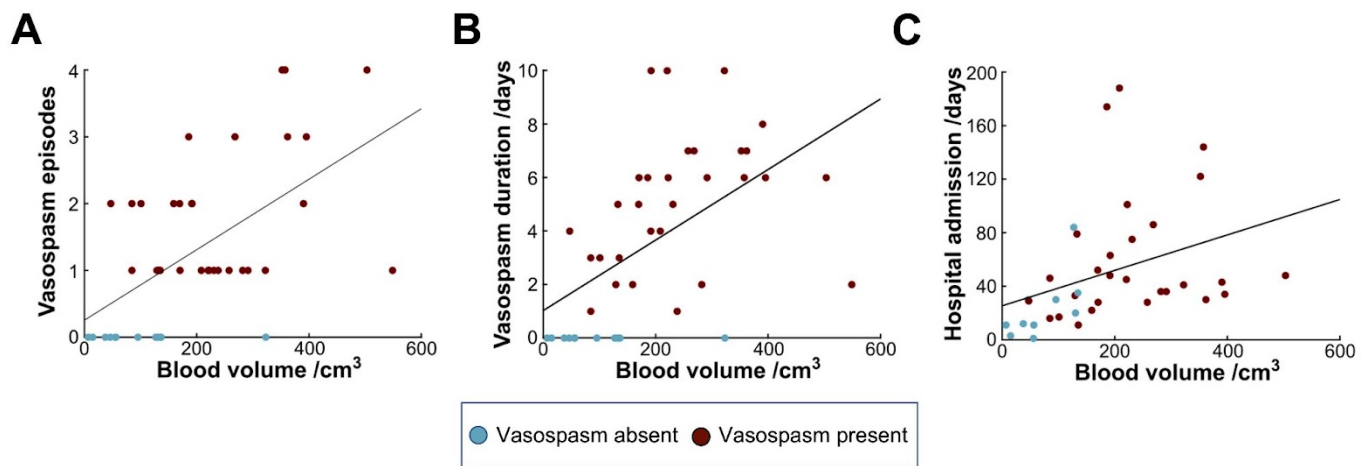 A
B
C
Vasospasm episodes
4
3
2
1
0
0 200 400 600
Blood volume /cm³
Vasospasm duration /days
10
8
6
4
2
0
0 200 400 600
Blood volume /cm³
Hospital admission /days
200
160
120
80
40
0
0 200 400 600
Blood volume /cm³
Vasospasm absent Vasospasm present